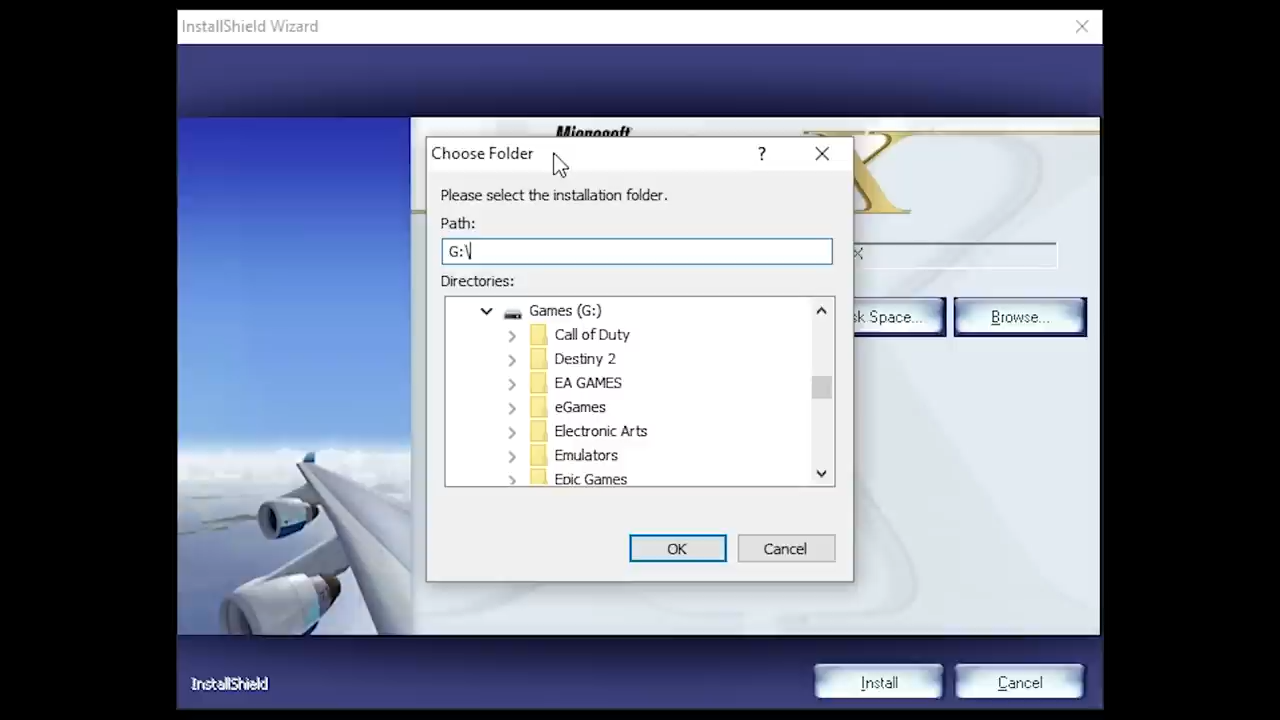 InstallShield Wizard
Microsoft
Choose Folder
?
Please select the installation folder.
Path:
G:\
Directories:
Games (G:)
Call of Duty
Destiny 2
EA GAMES
eGames
Electronic Arts
Emulators
Epic Games
OK
Cancel
X
X
sk Space...
Browse...
InstallShield
Install
Cancel